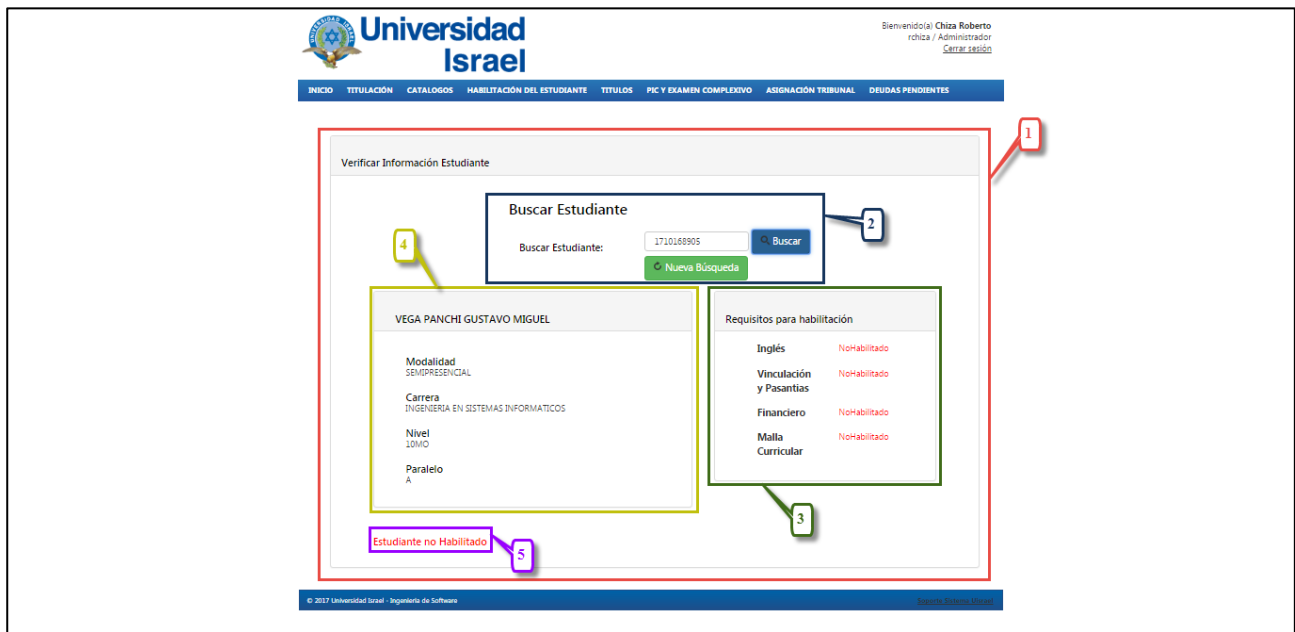 Universidad
Israel
Bienvenido(a) Chiza Roberto
rchiza / Administrador
Cerrar sesión
INICIO TITULACIÓN CATALOGOS HABILITACIÓN DEL ESTUDIANTE TITULOS PIC Y EXAMEN COMPLEXIVO ASIGNACIÓN TRIBUNAL DEUDAS PENDIENTES
1
Verificar Información Estudiante
Buscar Estudiante
2
Buscar Estudiante:
1710168905
Buscar
Nueva Búsqueda
4
VEGA PANCHI GUSTAVO MIGUEL
Modalidad
SEMIPRESENCIAL
Carrera
INGENIERIA EN SISTEMAS INFORMATICOS
Nivel
10MO
Paralelo
A
Requisitos para habilitación
Inglés NoHabilitado
Vinculación NoHabilitado
y Pasantias
Financiero NoHabilitado
Malla NoHabilitado
Curricular
3
Estudiante no Habilitado
5
© 2017 Universidad Israel - Ingeniería de Software